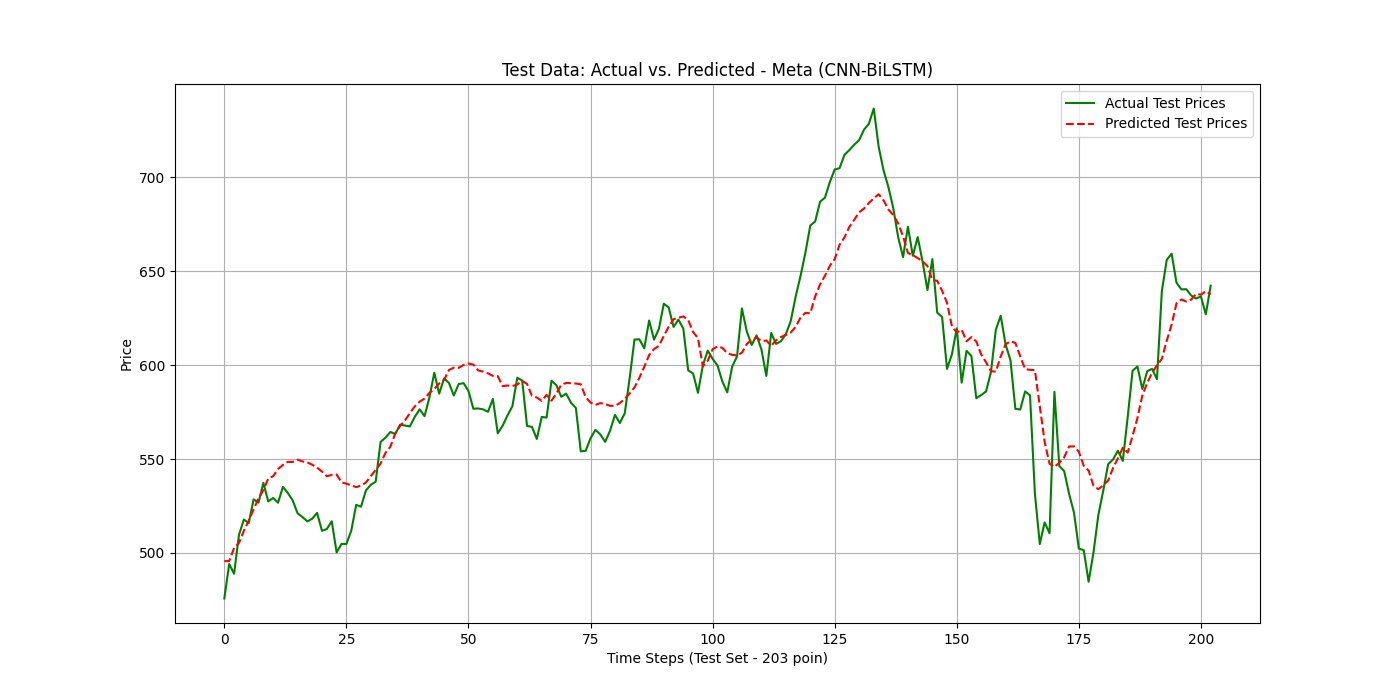 Test Data: Actual vs. Predicted - Meta (CNN-BiLSTM)
Actual Test Prices
Predicted Test Prices
Price
700
650
600
550
500
0 25 50 75 100 125 150 175 200
Time Steps (Test Set - 203 poin)